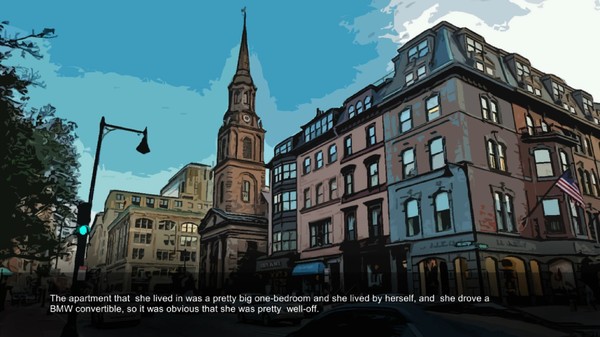 The apartment that  she lived in was a pretty big one-bedroom and she lived by herself, and  she drove a
BMW convertible, so it was obvious that she was pretty  well-off.